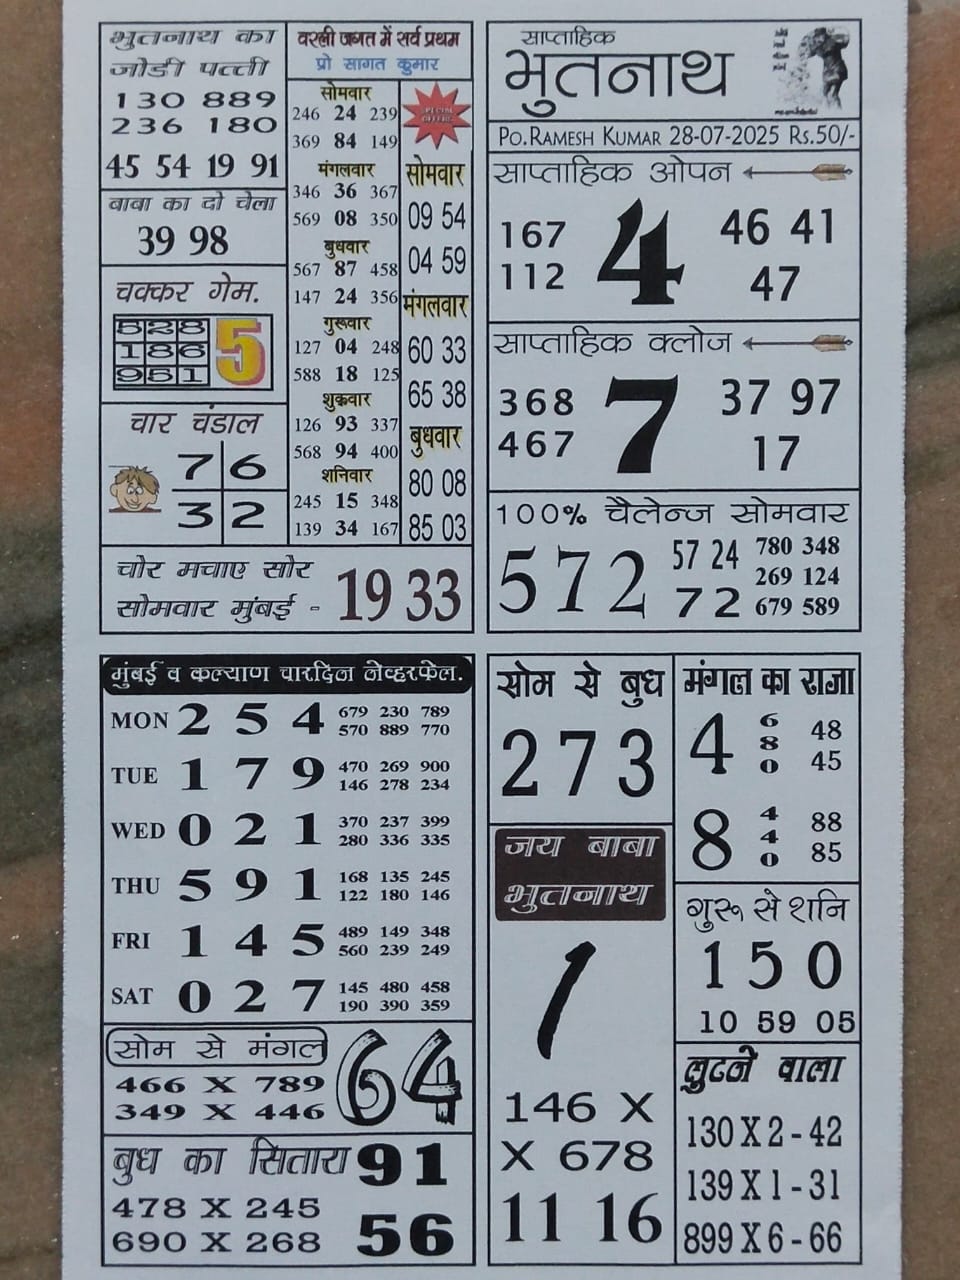 भुतनाथ का
जोडी पत्ती
130 889
236 180
45 54 19 91
बाबा का दो चेला
39 98
चक्कर गेम.
528
186
951
5
चार चंडाल
7 6
3 2
वरली जगत में सर्व प्रथम
प्रो सागत कुमार
सोमवार
246 24 239
369 84 149
मंगलवार
346 36 367
569 08 350
बुधवार
567 87 458
147 24 356
गुरूवार
127 04 248
588 18 125
शुक्रवार
126 93 337
568 94 400
शनिवार
245 15 348
139 34 167
SPECIAL
OFFERS
सोमवार
09 54
04 59
मंगलवार
60 33
65 38
बुधवार
80 08
85 03
चोर मचाए सोर
सोमवार मुंबई - 19 33
साप्ताहिक
भुतनाथ
PO.RAMESH KUMAR 28-07-2025 RS.50/-
साप्ताहिक ओपन
167
112
4
46 41
47
साप्ताहिक क्लोज
368
467
7
37 97
17
100% चैलेन्ज सोमवार
572
57 24
72
780 348
269 124
679 589
मुंबई व कल्याण चारदिन नेव्हरफेल.
MON 2 5 4 679 230 789
570 889 770
TUE 1 7 9 470 269 900
146 278 234
WED 0 2 1 370 237 399
280 336 335
THU 5 9 1 168 135 245
122 180 146
FRI 1 4 5 489 149 348
560 239 249
SAT 0 2 7 145 480 458
190 390 359
सोम से मंगल
466 X 789
349 X 446
64
बुध का सितारा 91
478 X 245
690 X 268
56
सोम से बुध
273
जय बाबा
भुतनाथ
1
146 X
X 678
11 16
मंगल का राजा
4
6
8
0
48
45
8
4
4
0
88
85
गुरू से शनि
150
10 59 05
लुटने वाला
130 X 2 - 42
139 X 1 - 31
899 X 6 - 66